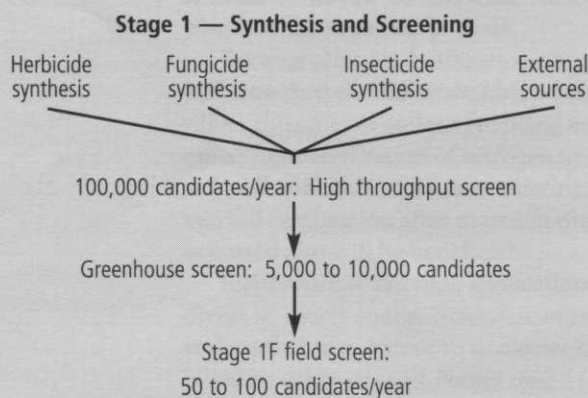 Stage 1 — Synthesis and Screening
Herbicide synthesis
Fungicide synthesis
Insecticide synthesis
External sources
100,000 candidates/year: High throughput screen
Greenhouse screen: 5,000 to 10,000 candidates
Stage 1F field screen:
50 to 100 candidates/year